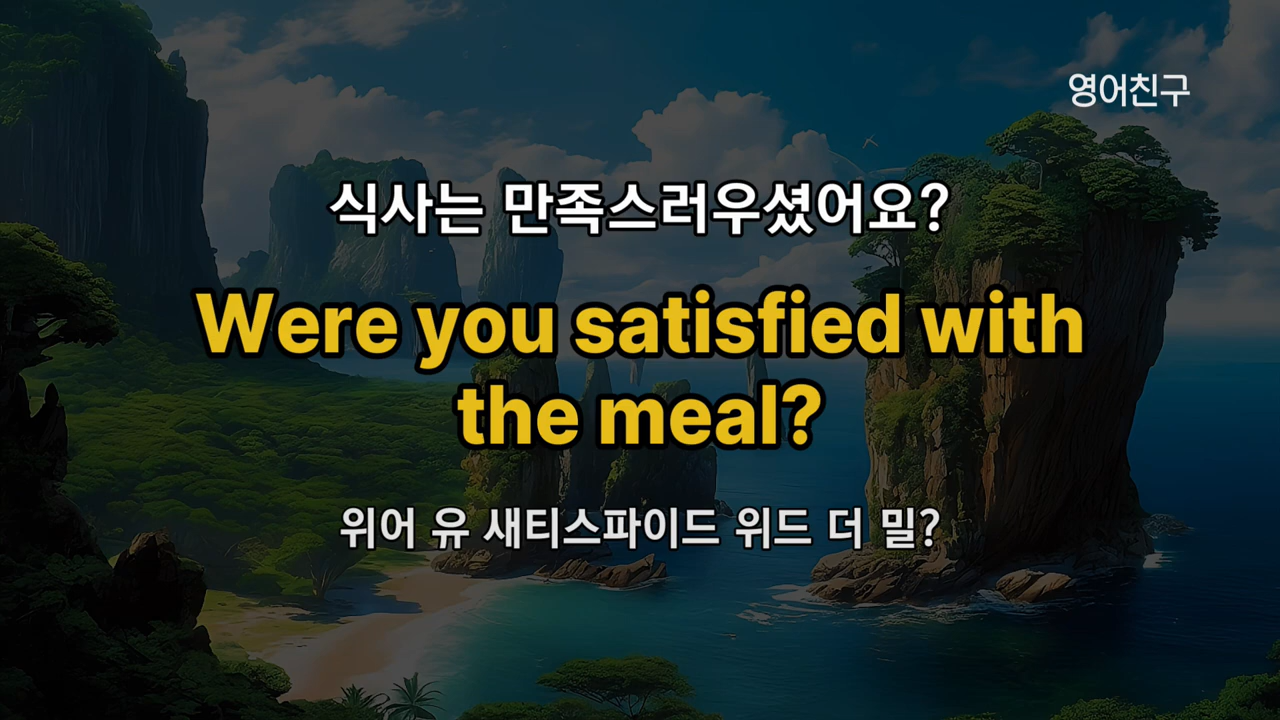 영어친구
식사는 만족스러우셨어요?
Were you satisfied with
the meal?
위어 유 새티스파이드 위드 더 밀?